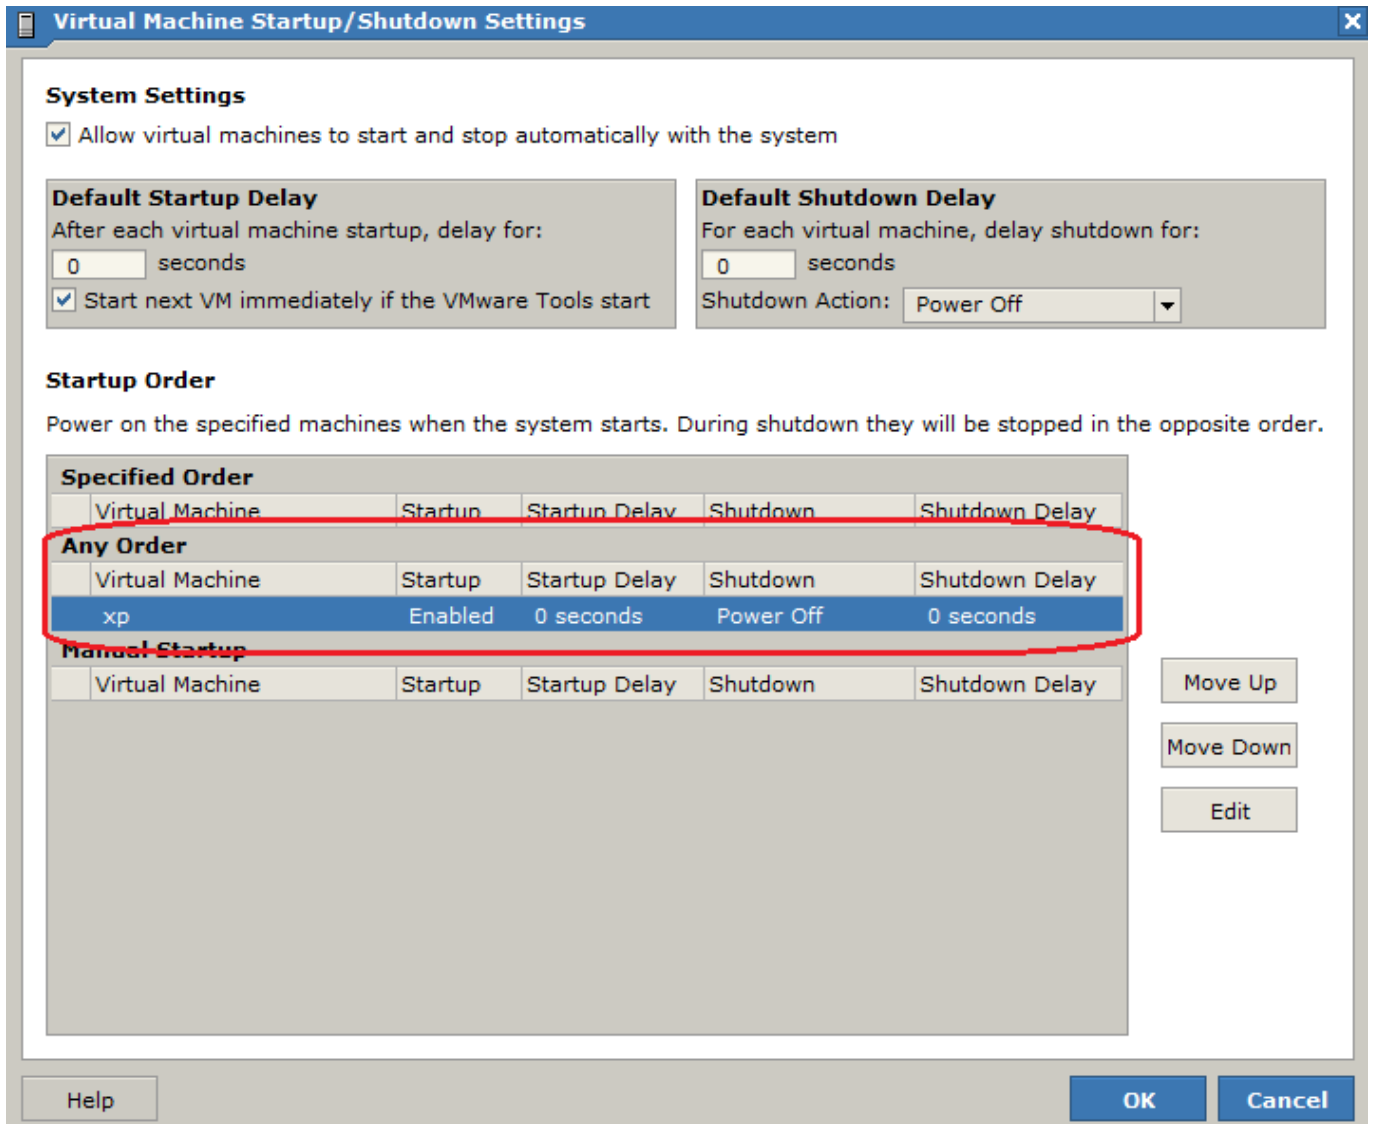 Virtual Machine Startup/Shutdown Settings
System Settings
Allow virtual machines to start and stop automatically with the system
Default Startup Delay
After each virtual machine startup, delay for:
0 seconds
Start next VM immediately if the VMware Tools start
Default Shutdown Delay
For each virtual machine, delay shutdown for:
0 seconds
Shutdown Action: Power Off
Startup Order
Power on the specified machines when the system starts. During shutdown they will be stopped in the opposite order.
Specified Order
Virtual Machine Startup Startup Delay Shutdown Shutdown Delay
Any Order
Virtual Machine Startup Startup Delay Shutdown Shutdown Delay
xp Enabled 0 seconds Power Off 0 seconds
Manual Startup
Virtual Machine Startup Startup Delay Shutdown Shutdown Delay
Move Up
Move Down
Edit
Help
OK
Cancel